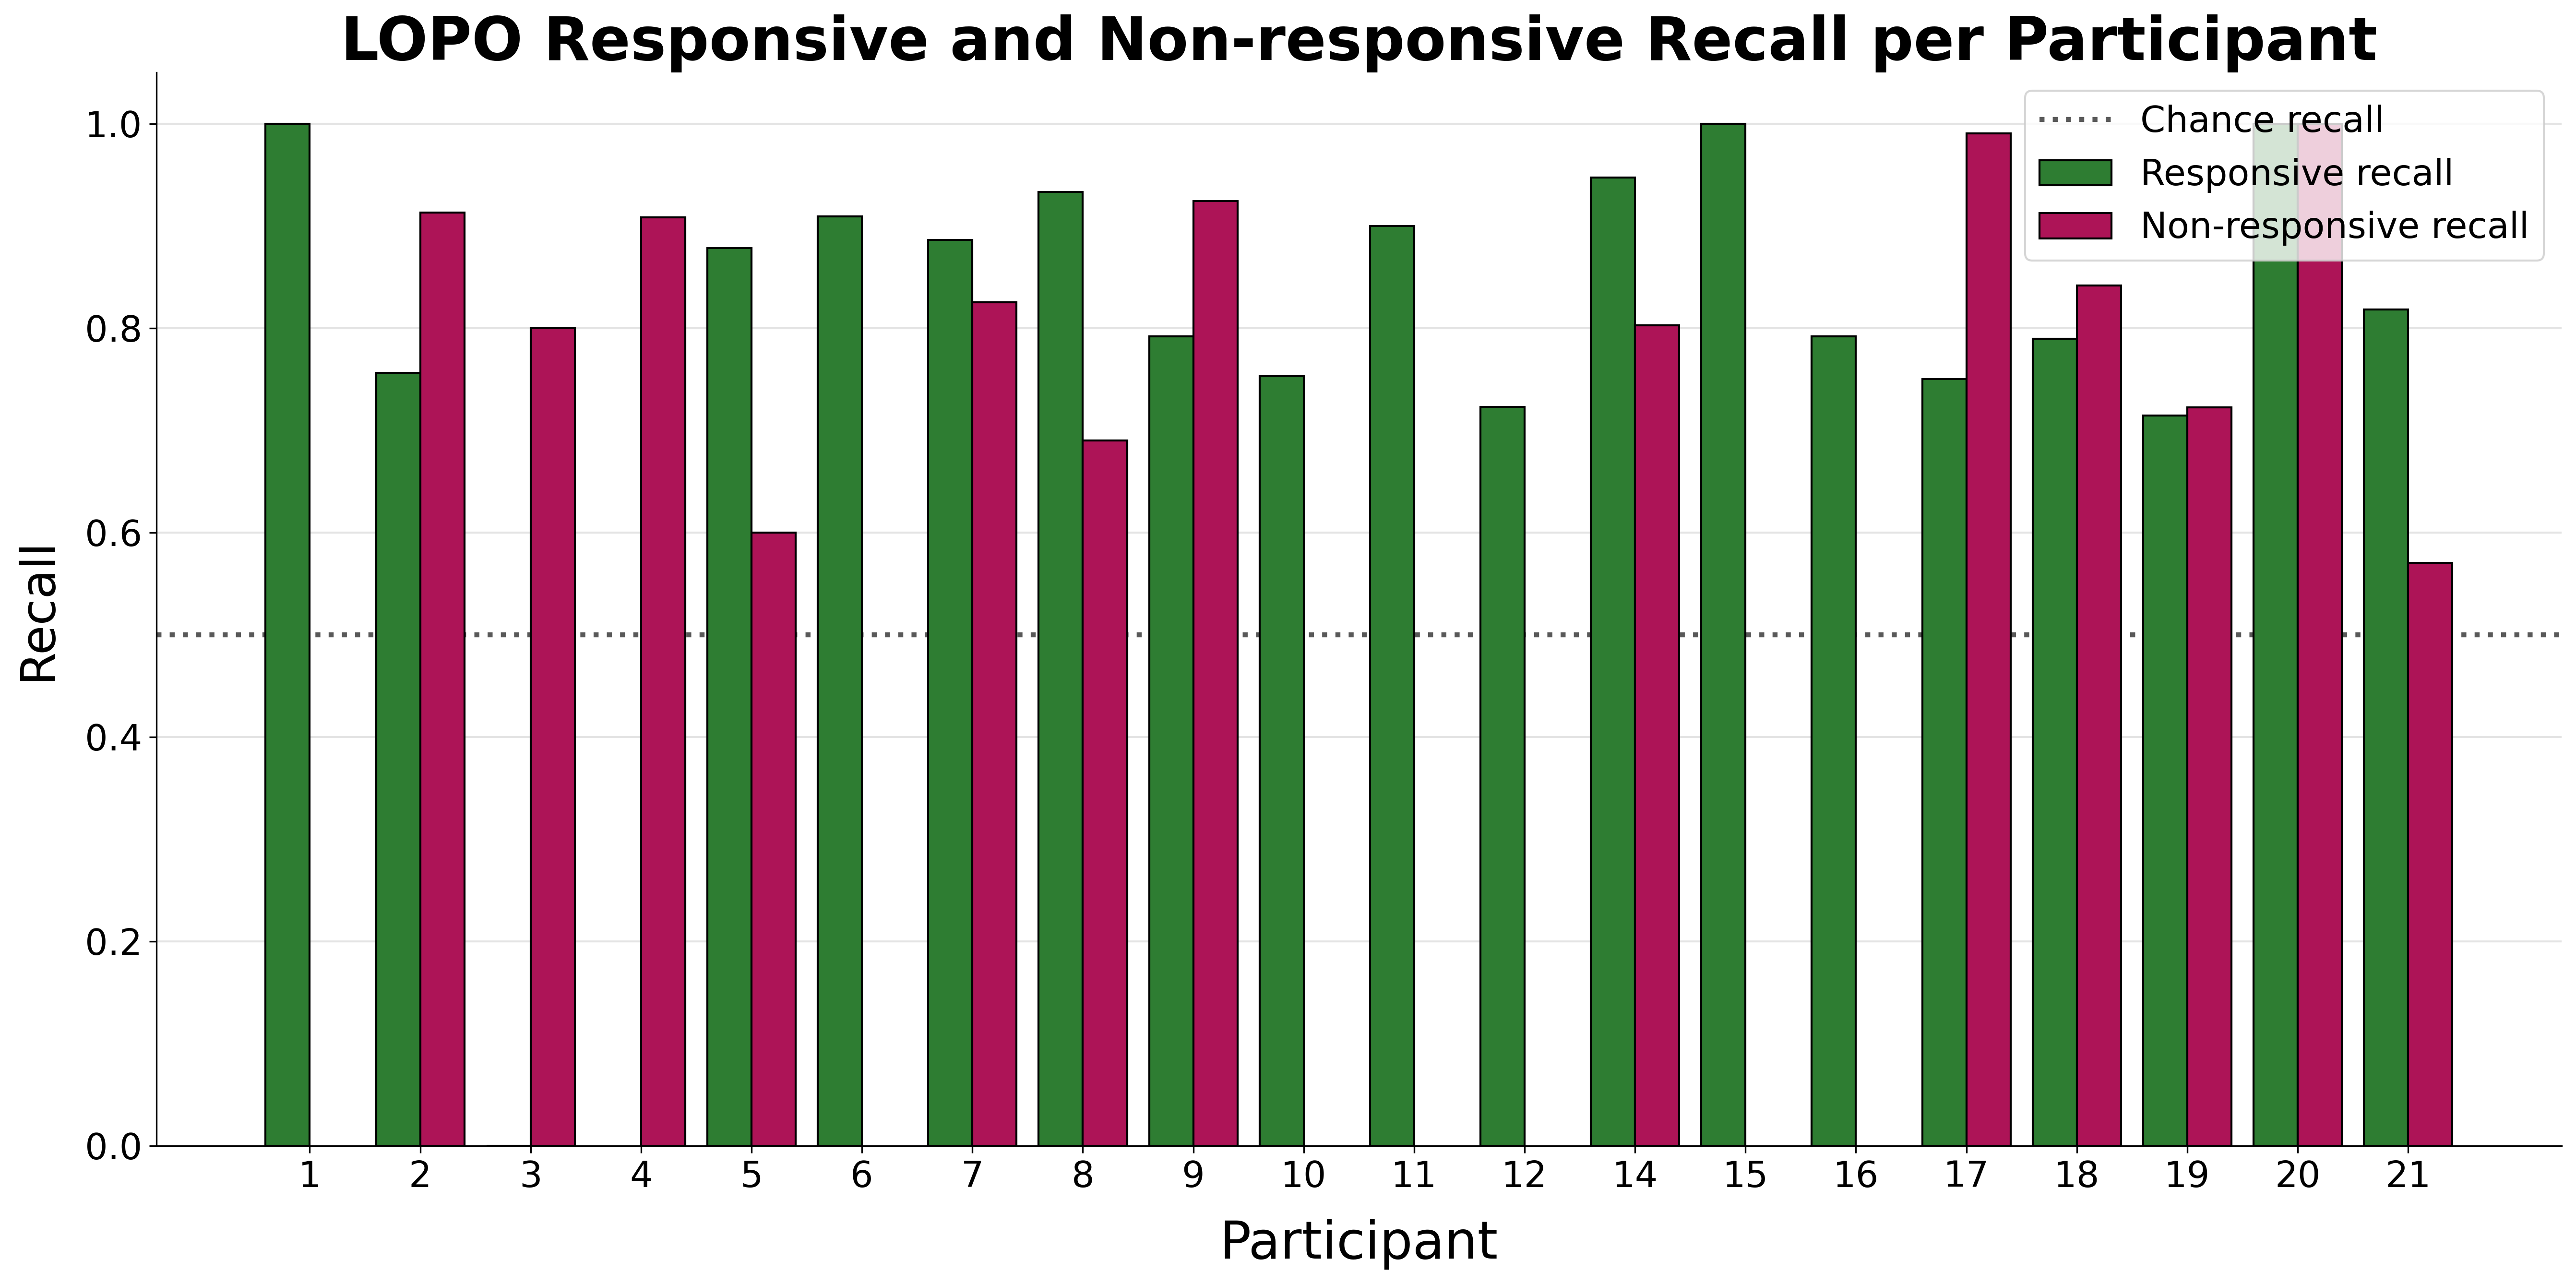 LOPO Responsive and Non-responsive Recall per Participant
Chance recall
Responsive recall
Non-responsive recall
1.0
0.8
0.6
0.4
0.2
0.0
Recall
1 2 3 4 5 6 7 8 9 10 11 12 14 15 16 17 18 19 20 21
Participant